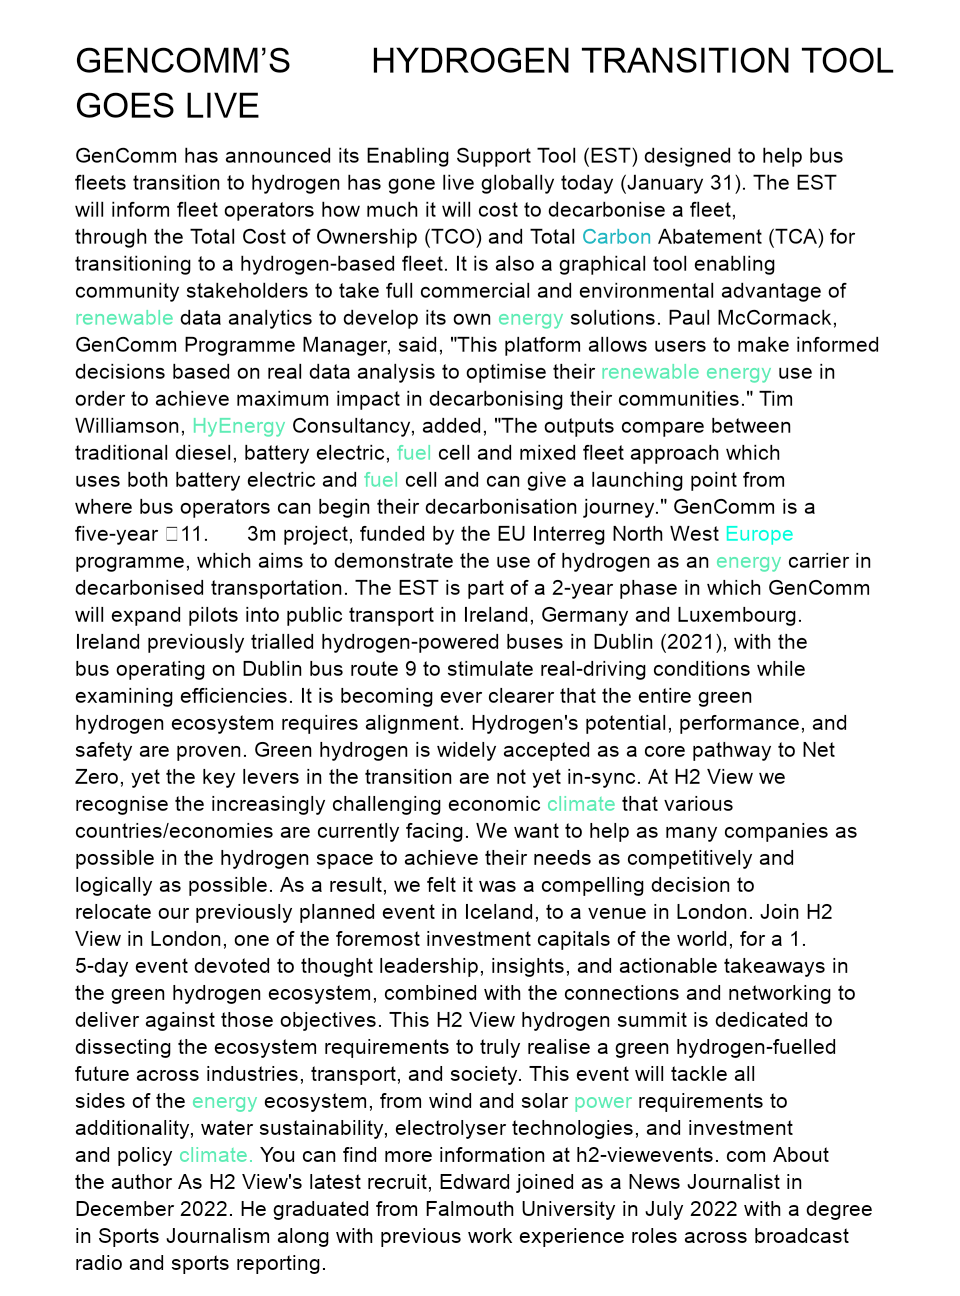 GENCOMM’S HYDROGEN TRANSITION TOOL
GOES LIVE
GenComm has announced its Enabling Support Tool (EST) designed to help bus
fleets transition to hydrogen has gone live globally today (January 31). The EST
will inform fleet operators how much it will cost to decarbonise a fleet,
through the Total Cost of Ownership (TCO) and Total Carbon Abatement (TCA) for
transitioning to a hydrogen-based fleet. It is also a graphical tool enabling
community stakeholders to take full commercial and environmental advantage of
renewable data analytics to develop its own energy solutions. Paul McCormack,
GenComm Programme Manager, said, "This platform allows users to make informed
decisions based on real data analysis to optimise their renewable energy use in
order to achieve maximum impact in decarbonising their communities." Tim
Williamson, HyEnergy Consultancy, added, "The outputs compare between
traditional diesel, battery electric, fuel cell and mixed fleet approach which
uses both battery electric and fuel cell and can give a launching point from
where bus operators can begin their decarbonisation journey." GenComm is a
five-year 11. 3m project, funded by the EU Interreg North West Europe
programme, which aims to demonstrate the use of hydrogen as an energy carrier in
decarbonised transportation. The EST is part of a 2-year phase in which GenComm
will expand pilots into public transport in Ireland, Germany and Luxembourg.
Ireland previously trialled hydrogen-powered buses in Dublin (2021), with the
bus operating on Dublin bus route 9 to stimulate real-driving conditions while
examining efficiencies. It is becoming ever clearer that the entire green
hydrogen ecosystem requires alignment. Hydrogen's potential, performance, and
safety are proven. Green hydrogen is widely accepted as a core pathway to Net
Zero, yet the key levers in the transition are not yet in-sync. At H2 View we
recognise the increasingly challenging economic climate that various
countries/economies are currently facing. We want to help as many companies as
possible in the hydrogen space to achieve their needs as competitively and
logically as possible. As a result, we felt it was a compelling decision to
relocate our previously planned event in Iceland, to a venue in London. Join H2
View in London, one of the foremost investment capitals of the world, for a 1.
5-day event devoted to thought leadership, insights, and actionable takeaways in
the green hydrogen ecosystem, combined with the connections and networking to
deliver against those objectives. This H2 View hydrogen summit is dedicated to
dissecting the ecosystem requirements to truly realise a green hydrogen-fuelled
future across industries, transport, and society. This event will tackle all
sides of the energy ecosystem, from wind and solar power requirements to
additionality, water sustainability, electrolyser technologies, and investment
and policy climate. You can find more information at h2-viewevents. com About
the author As H2 View's latest recruit, Edward joined as a News Journalist in
December 2022. He graduated from Falmouth University in July 2022 with a degree
in Sports Journalism along with previous work experience roles across broadcast
radio and sports reporting.